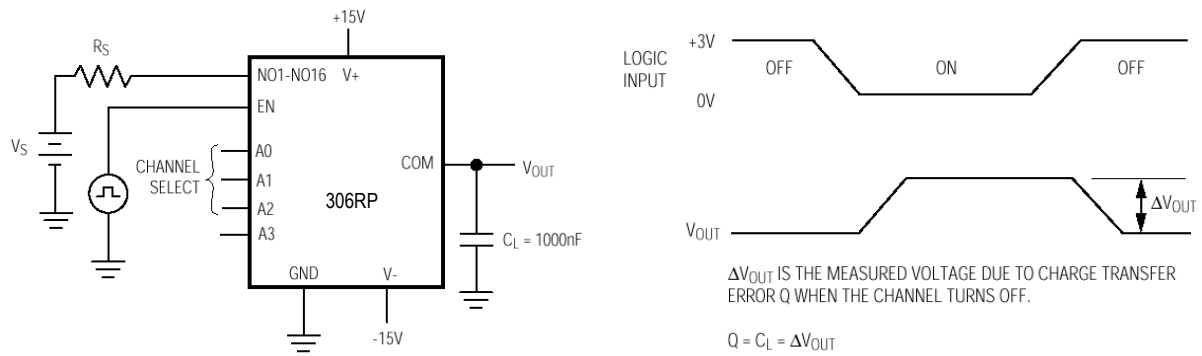 +15V
RS
NO1-NO16 V+
EN
VS
A0
CHANNEL
SELECT
A1
A2
A3
306RP
COM
VOUT
CL = 1000nF
GND
V-
-15V
LOGIC
INPUT
+3V
0V
OFF
ON
OFF
VOUT
ΔVOUT
ΔVOUT IS THE MEASURED VOLTAGE DUE TO CHARGE TRANSFER
ERROR Q WHEN THE CHANNEL TURNS OFF.
Q = CL = ΔVOUT